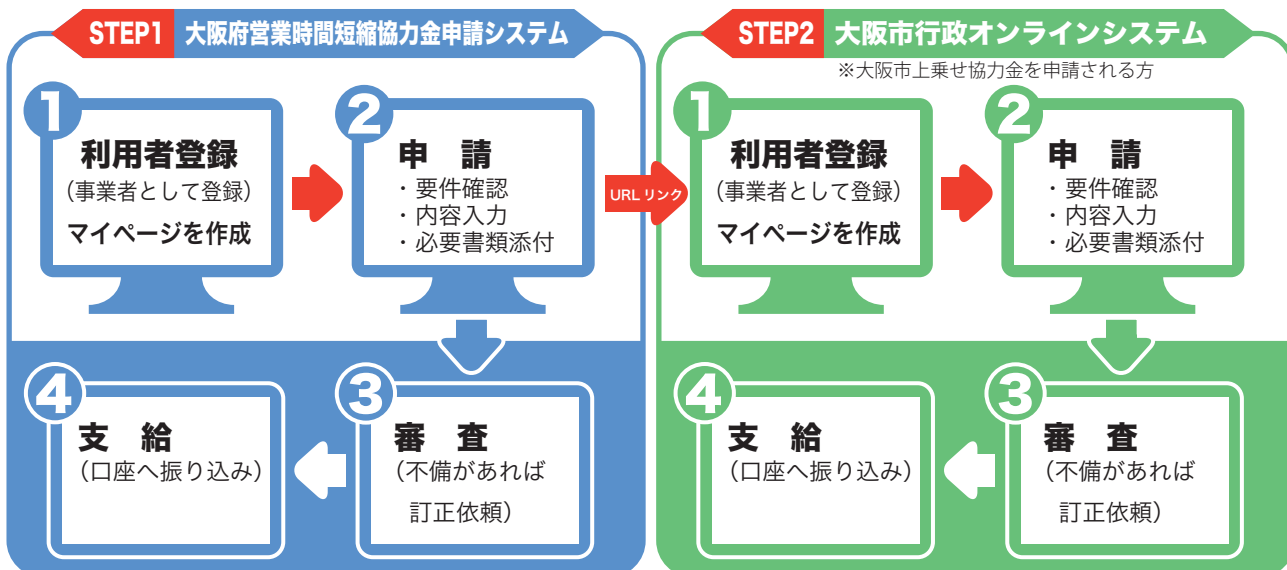 STEP1 大阪府営業時間短縮協力金申請システム
1
利用者登録
（事業者として登録）
マイページを作成
2
申　請
・要件確認
・内容入力
・必要書類添付
3
審　査
（不備があれば
訂正依頼）
4
支　給
（口座へ振り込み）
URL リンク
STEP2 大阪市行政オンラインシステム
※大阪市上乗せ協力金を申請される方
1
利用者登録
（事業者として登録）
マイページを作成
2
申　請
・要件確認
・内容入力
・必要書類添付
3
審　査
（不備があれば
訂正依頼）
4
支　給
（口座へ振り込み）